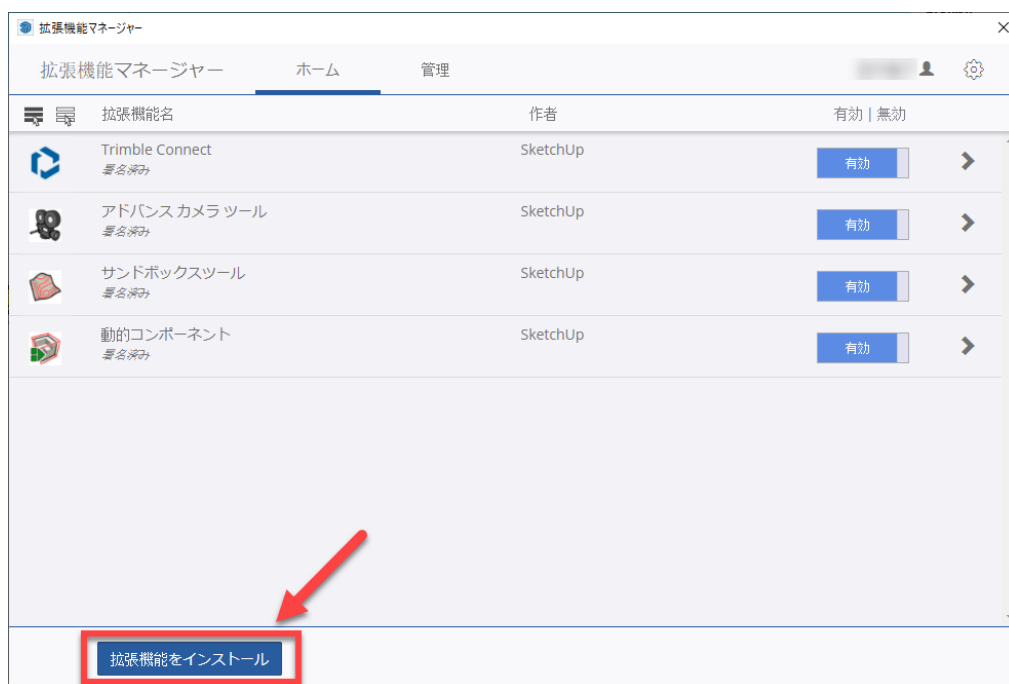 拡張機能マネージャー
拡張機能マネージャー ホーム 管理
拡張機能名 作者 有効 | 無効
Trimble Connect SketchUp 有効
署名済み
アドバンス カメラ ツール SketchUp 有効
署名済み
サンドボックスツール SketchUp 有効
署名済み
動的コンポーネント SketchUp 有効
署名済み
拡張機能をインストール